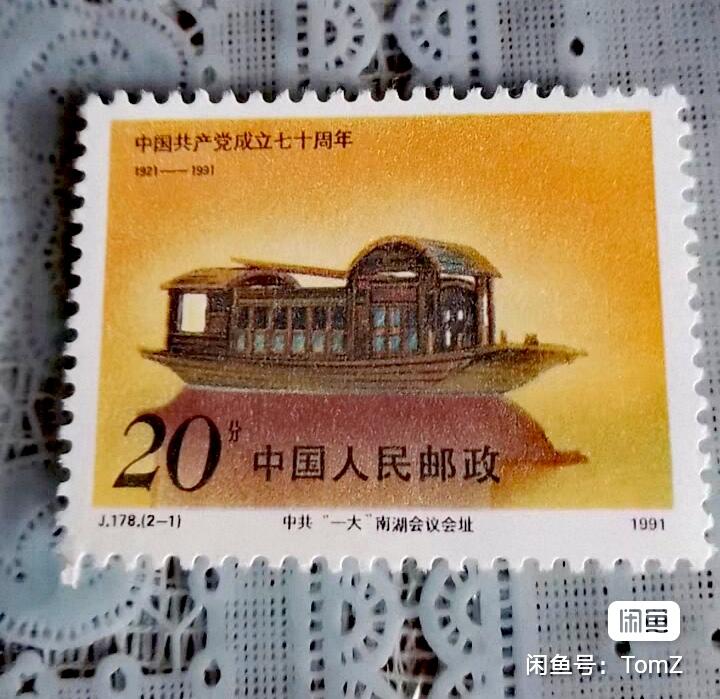 中国共产党成立七十周年
1921——1991
20分 中国人民邮政
J.178.(2-1) 中共“一大”南湖会议会址 1991
闲鱼
闲鱼号：TomZ